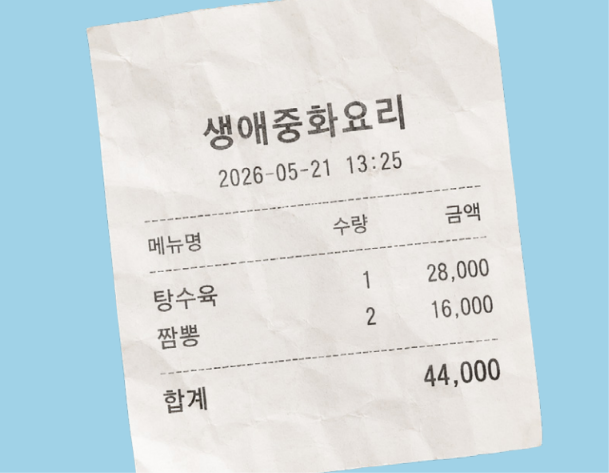 생애중화요리
2026-05-21 13:25
메뉴명 수량 금액
탕수육 1 28,000
짬뽕 2 16,000
합계 44,000